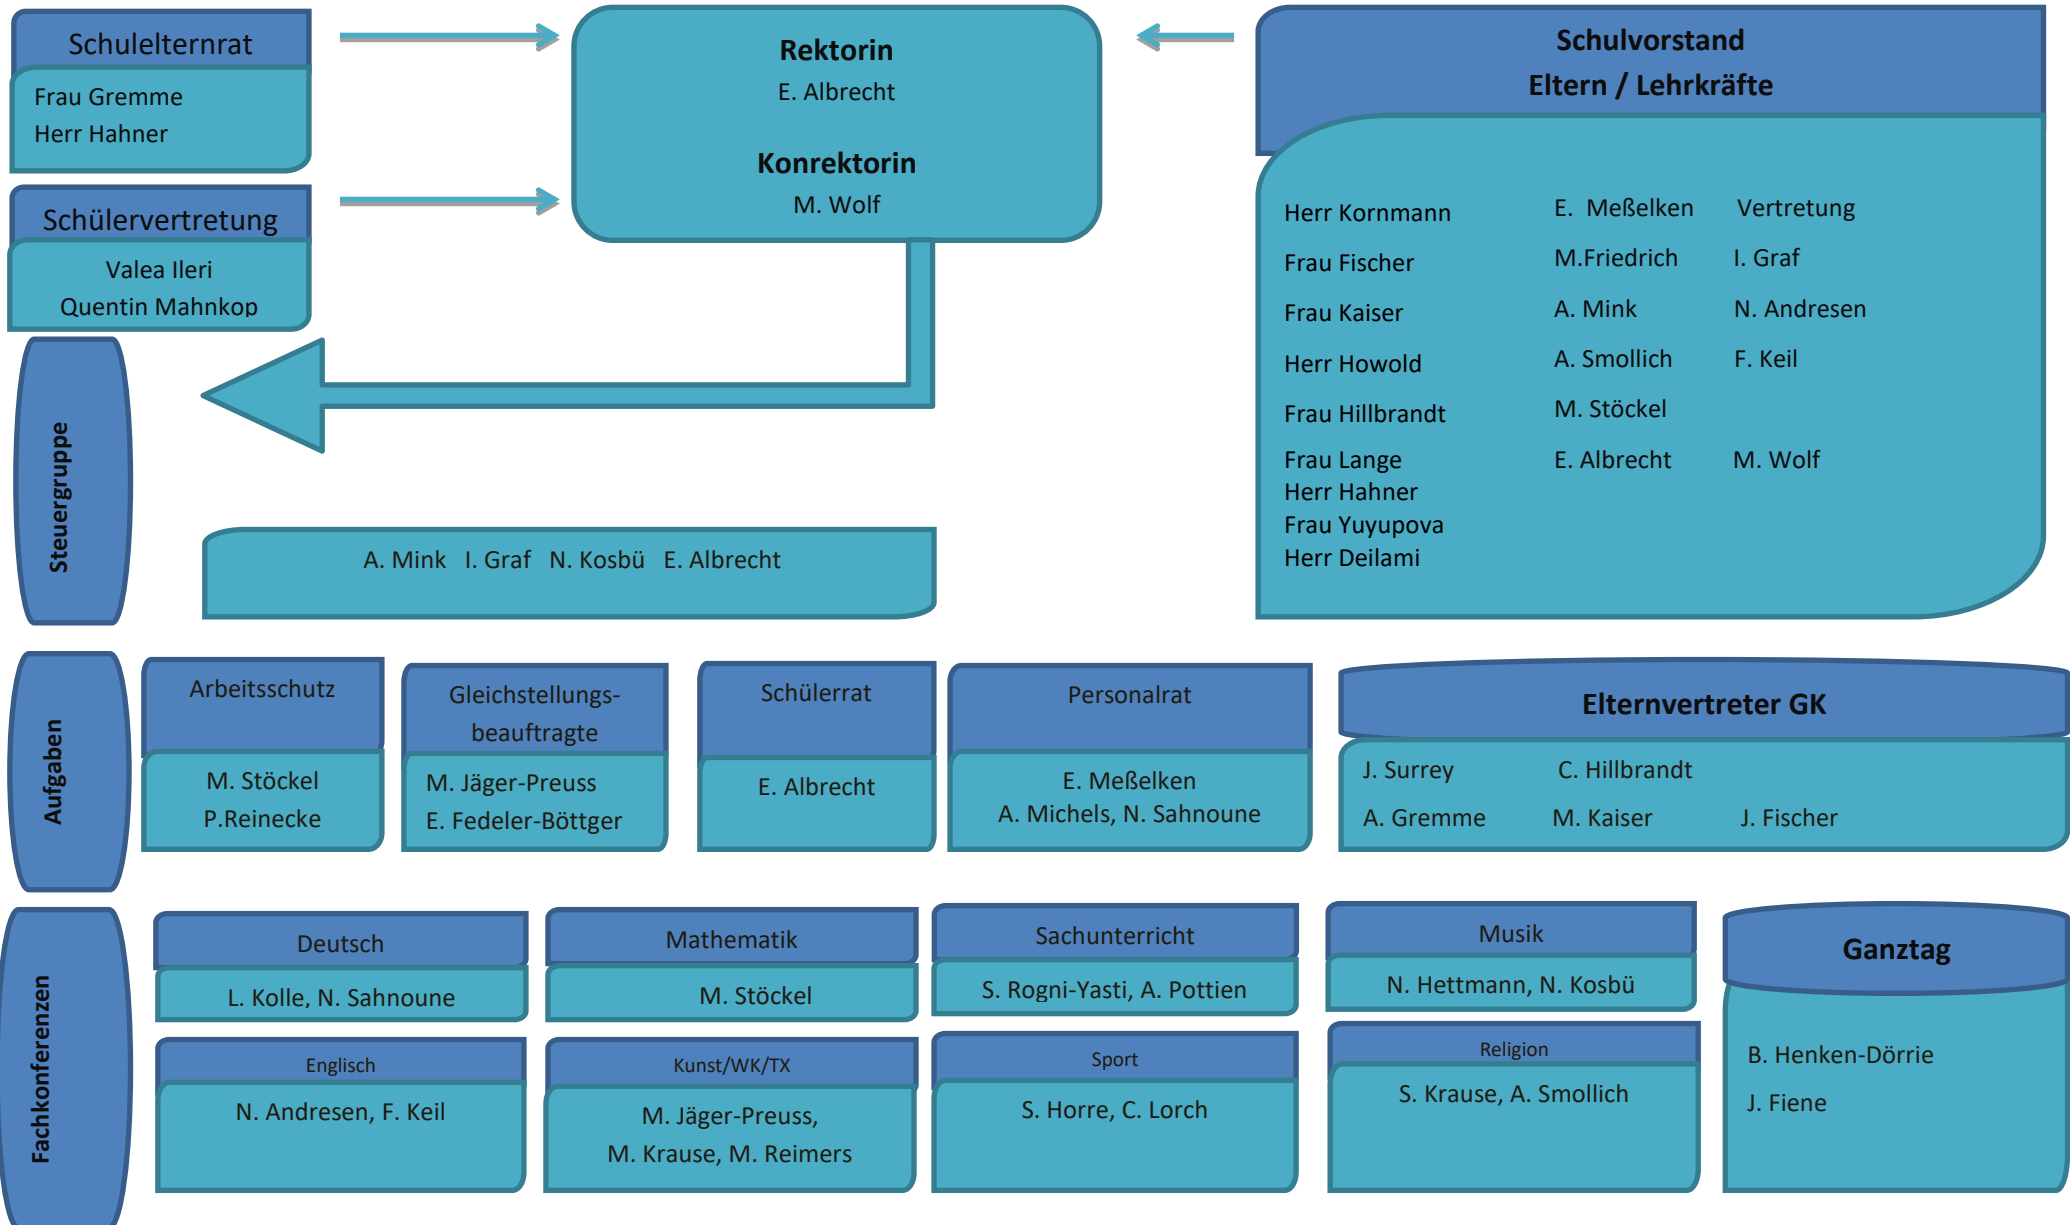 Schulelternrat
Frau Gremme
Herr Hahner
Schülervertretung
Valea Ileri
Quentin Mahnkop
Rektorin
E. Albrecht
Konrektorin
M. Wolf
Schulvorstand
Eltern / Lehrkräfte
Herr Kornmann E. Meßelken Vertretung
Frau Fischer M.Friedrich I. Graf
Frau Kaiser A. Mink N. Andresen
Herr Howold A. Smollich F. Keil
Frau Hillbrandt M. Stöckel
Frau Lange E. Albrecht M. Wolf
Herr Hahner
Frau Yuyupova
Herr Deilami
Steuergruppe
A. Mink I. Graf N. Kosbü E. Albrecht
Aufgaben
Arbeitsschutz
M. Stöckel
P.Reinecke
Gleichstellungs-
beauftragte
M. Jäger-Preuss
E. Fedeler-Böttger
Schülerrat
E. Albrecht
Personalrat
E. Meßelken
A. Michels, N. Sahnoune
Elternvertreter GK
J. Surrey C. Hillbrandt
A. Gremme M. Kaiser J. Fischer
Fachkonferenzen
Deutsch
L. Kolle, N. Sahnoune
Mathematik
M. Stöckel
Sachunterricht
S. Rogni-Yasti, A. Pottien
Musik
N. Hettmann, N. Kosbü
Englisch
N. Andresen, F. Keil
Kunst/WK/TX
M. Jäger-Preuss,
M. Krause, M. Reimers
Sport
S. Horre, C. Lorch
Religion
S. Krause, A. Smollich
Ganztag
B. Henken-Dörrie
J. Fiene